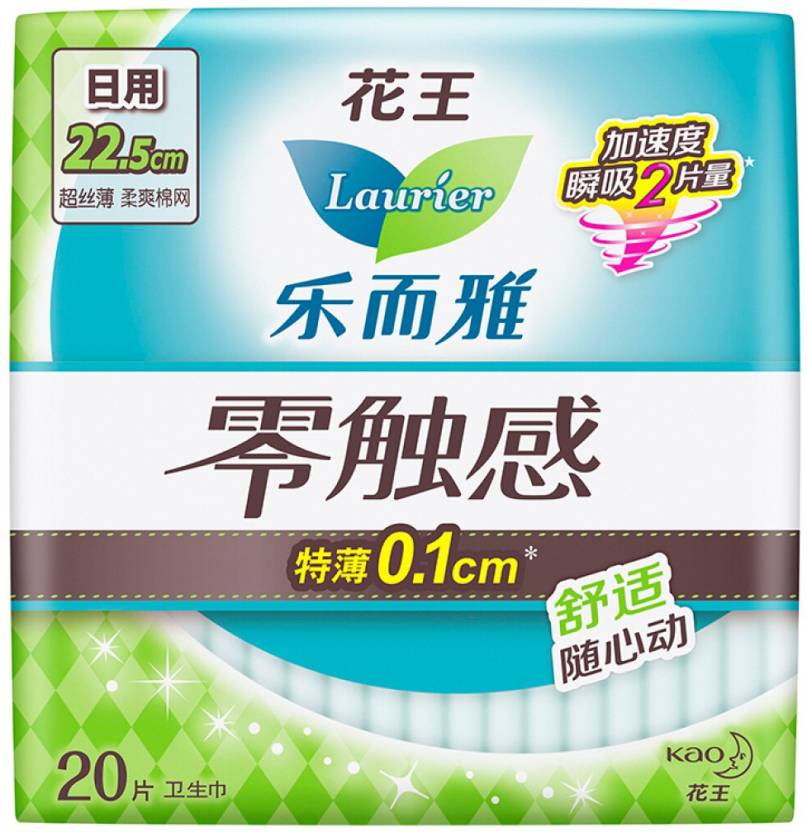 日用
22.5cm
超丝薄 柔爽棉网
花王
Laurier
乐而雅
加速度
瞬吸2片量*
零触感
特薄0.1cm*
舒适
随心动
20片 卫生巾
Kao
花王